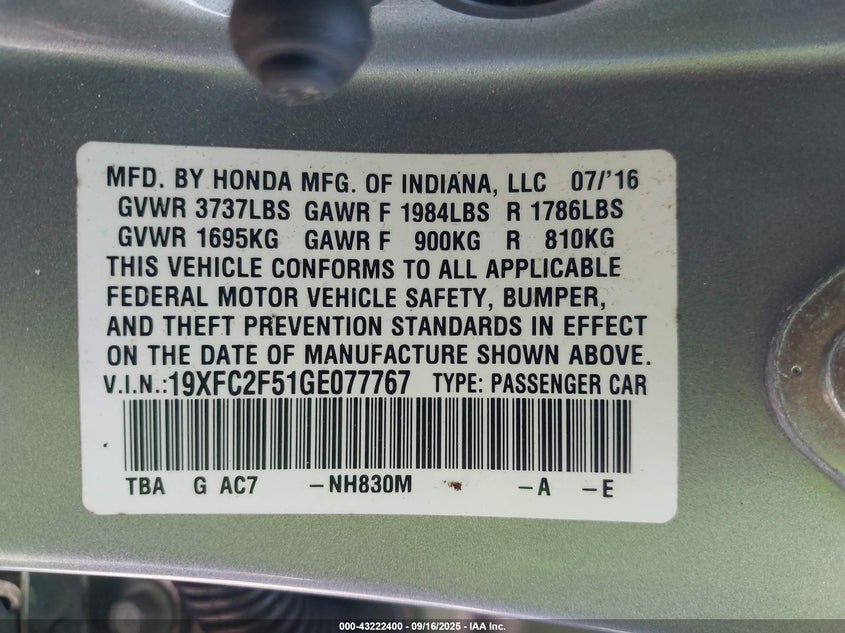 MFD. BY HONDA MFG. OF INDIANA, LLC 07/'16
GVWR 3737LBS GAWR F 1984LBS R 1786LBS
GVWR 1695KG GAWR F 900KG R 810KG
THIS VEHICLE CONFORMS TO ALL APPLICABLE
FEDERAL MOTOR VEHICLE SAFETY, BUMPER,
AND THEFT PREVENTION STANDARDS IN EFFECT
ON THE DATE OF MANUFACTURE SHOWN ABOVE.
V.I.N.:19XFC2F51GE077767 TYPE: PASSENGER CAR
TBA G AC7 -NH830M -A -E
000-43222400 - 09/16/2025 - IAA Inc.